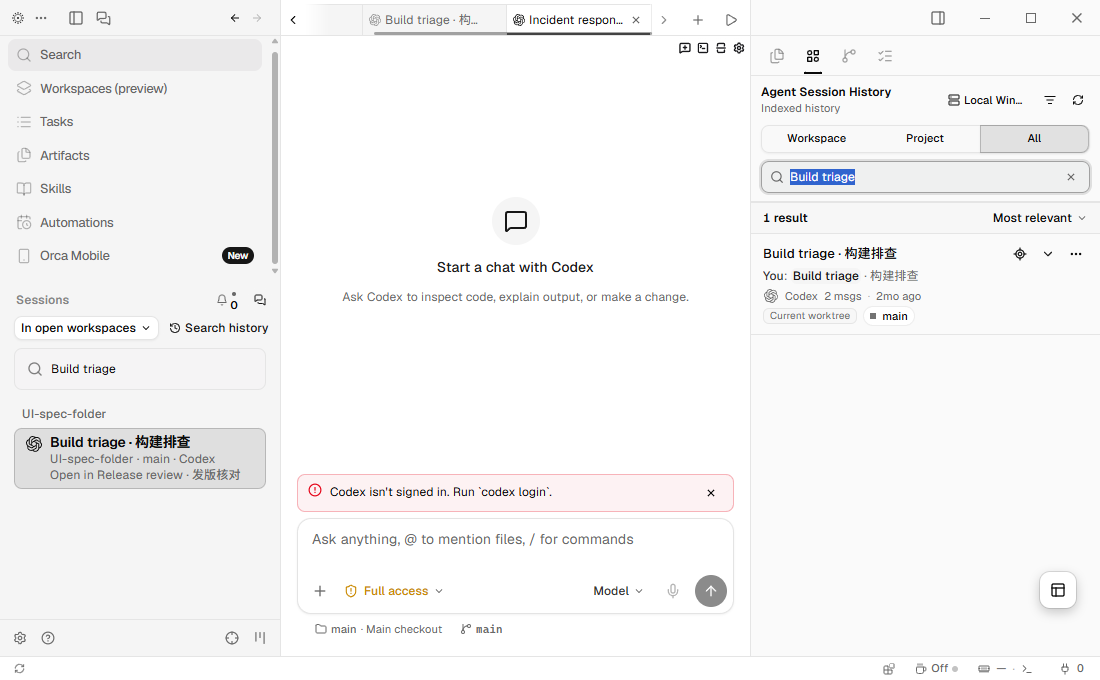 Search
Workspaces (preview)
Tasks
Artifacts
Skills
Automations
Orca Mobile
New
Sessions
0
In open workspaces
Search history
Build triage
UI-spec-folder
Build triage · 构建排查
UI-spec-folder · main · Codex
Open in Release review · 发版核对
Build triage · 构...
Incident respon...
Start a chat with Codex
Ask Codex to inspect code, explain output, or make a change.
Codex isn't signed in. Run `codex login`.
Ask anything, @ to mention files, / for commands
Full access
Model
main · Main checkout
main
Agent Session History
Indexed history
Local Win...
Workspace
Project
All
Build triage
1 result
Most relevant
Build triage · 构建排查
You: Build triage · 构建排查
Codex 2 msgs · 2mo ago
Current worktree
main
Off
0